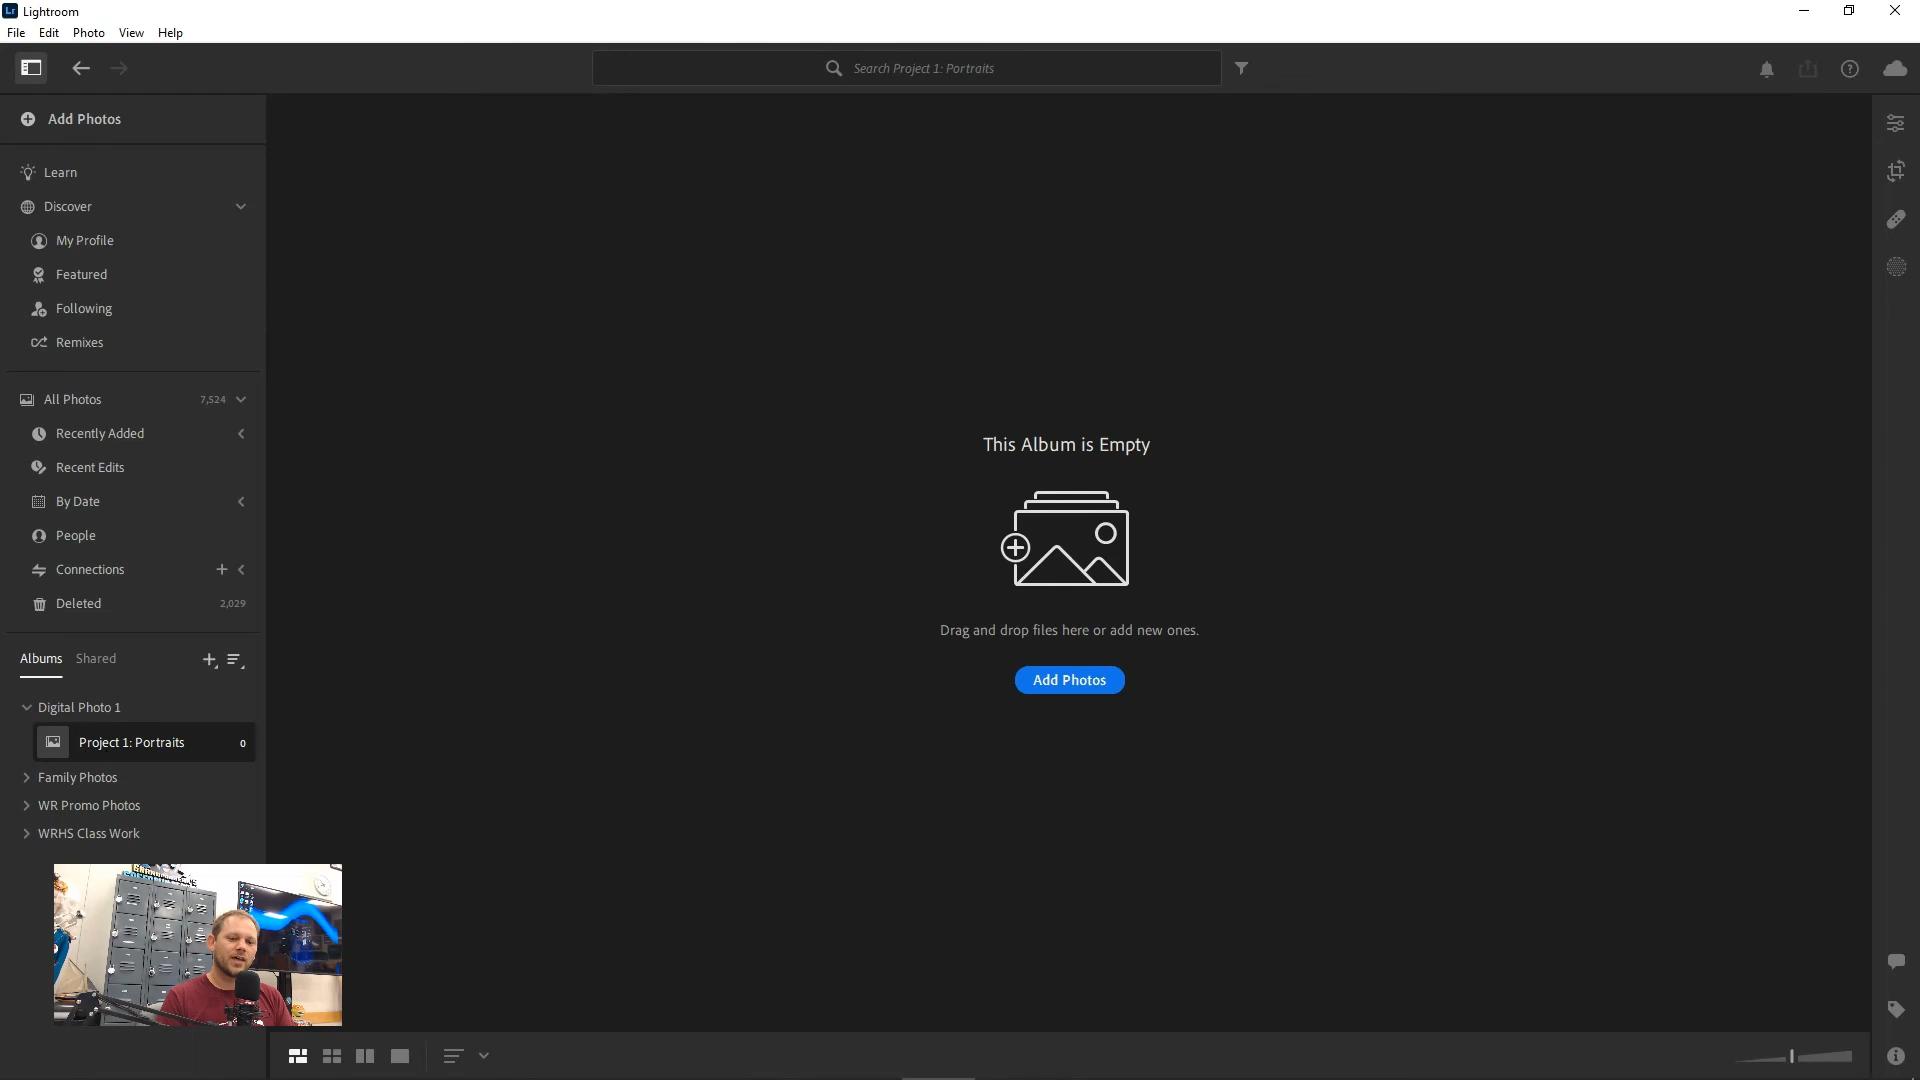 Lr Lightroom
File Edit Photo View Help
Search Project 1: Portraits
Add Photos
Learn
Discover
My Profile
Featured
Following
Remixes
All Photos 7,524
Recently Added
Recent Edits
By Date
People
Connections
Deleted 2,029
Albums Shared
Digital Photo 1
Project 1: Portraits 0
Family Photos
WR Promo Photos
WRHS Class Work
This Album is Empty
Drag and drop files here or add new ones.
Add Photos